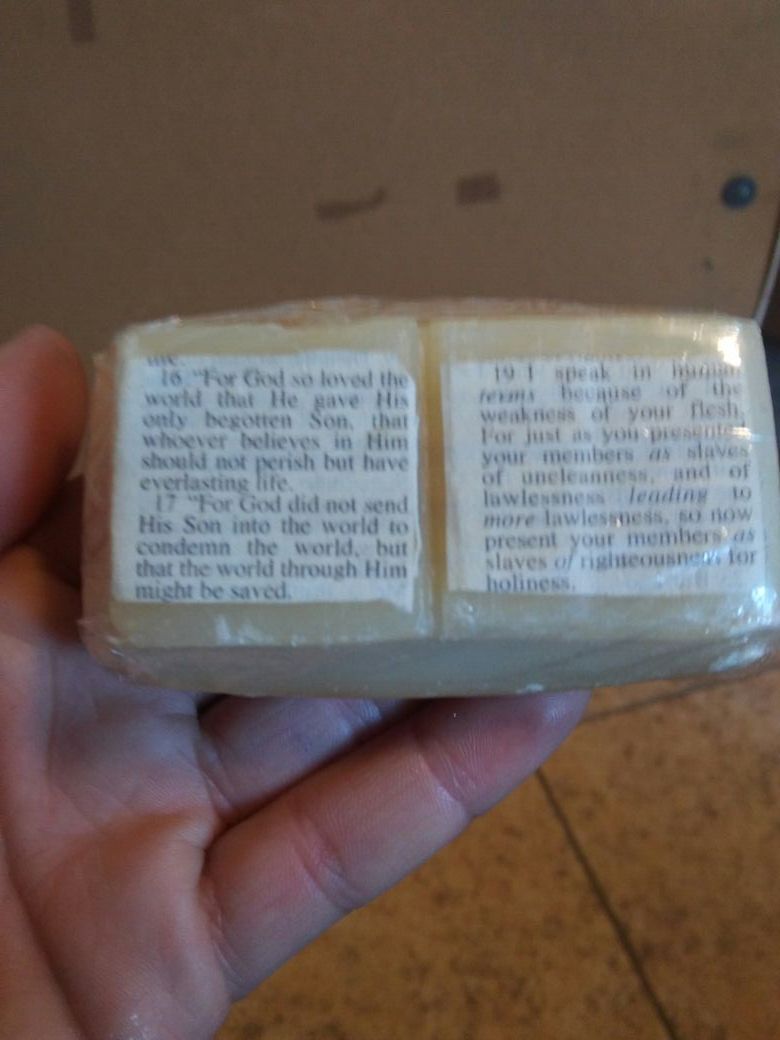 16 "For God so loved the
world that He gave His
only begotten Son, that
whoever believes in Him
should not perish but have
everlasting life.
17 "For God did not send
His Son into the world to
condemn the world, but
that the world through Him
might be saved.
19 I speak in human
terms because of the
weakness of your flesh.
For just as you presented
your members as slaves
of uncleanness, and of
lawlessness leading to
more lawlessness, so now
present your members as
slaves of righteousness for
holiness.